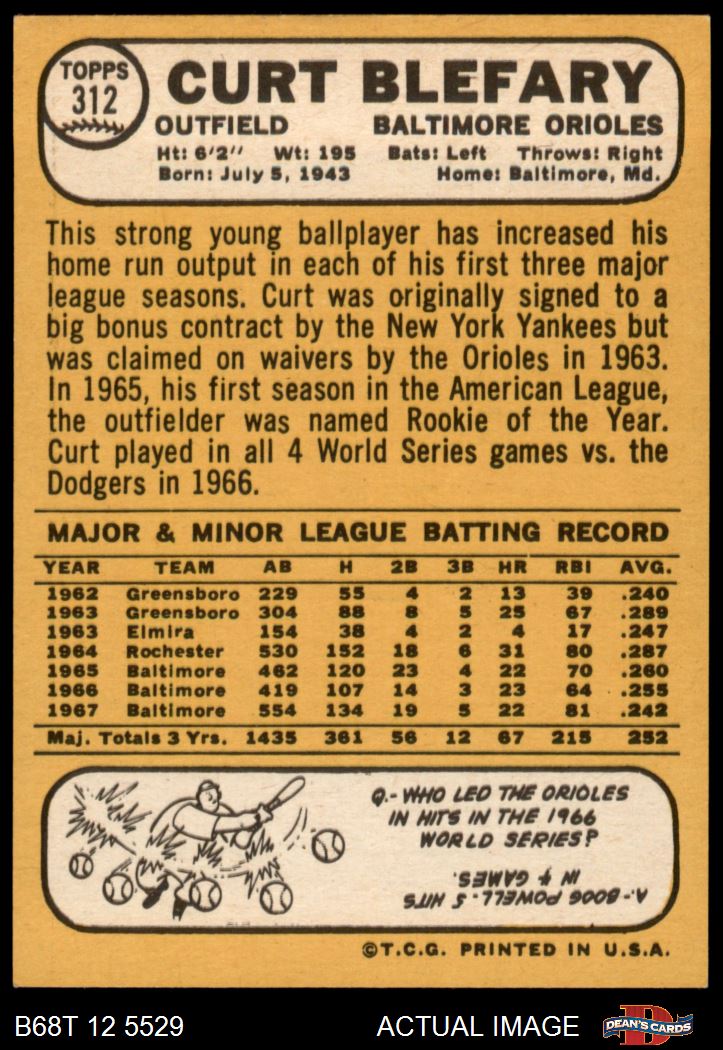 TOPPS
312
CURT BLEFARY
OUTFIELD BALTIMORE ORIOLES
Ht: 6'2" Wt: 195 Bats: Left Throws: Right
Born: July 5, 1943 Home: Baltimore, Md.
This strong young ballplayer has increased his
home run output in each of his first three major
league seasons. Curt was originally signed to a
big bonus contract by the New York Yankees but
was claimed on waivers by the Orioles in 1963.
In 1965, his first season in the American League,
the outfielder was named Rookie of the Year.
Curt played in all 4 World Series games vs. the
Dodgers in 1966.
MAJOR & MINOR LEAGUE BATTING RECORD
YEAR TEAM AB H 2B 3B HR RBI AVG.
1962 Greensboro 229 55 4 2 13 39 .240
1963 Greensboro 304 88 8 5 25 67 .289
1963 Elmira 154 38 4 2 4 17 .247
1964 Rochester 530 152 18 6 31 80 .287
1965 Baltimore 462 120 23 4 22 70 .260
1966 Baltimore 419 107 14 3 23 64 .255
1967 Baltimore 554 134 19 5 22 81 .242
Maj. Totals 3 Yrs. 1435 361 56 12 67 215 252
Q.- WHO LED THE ORIOLES
IN HITS IN THE 1966
WORLD SERIES?
A.- BOOG POWELL. 5 HITS
IN 4 GAMES.
©T.C.G. PRINTED IN U.S.A.
B68T 12 5529 ACTUAL IMAGE
D
DEAN'S CARDS